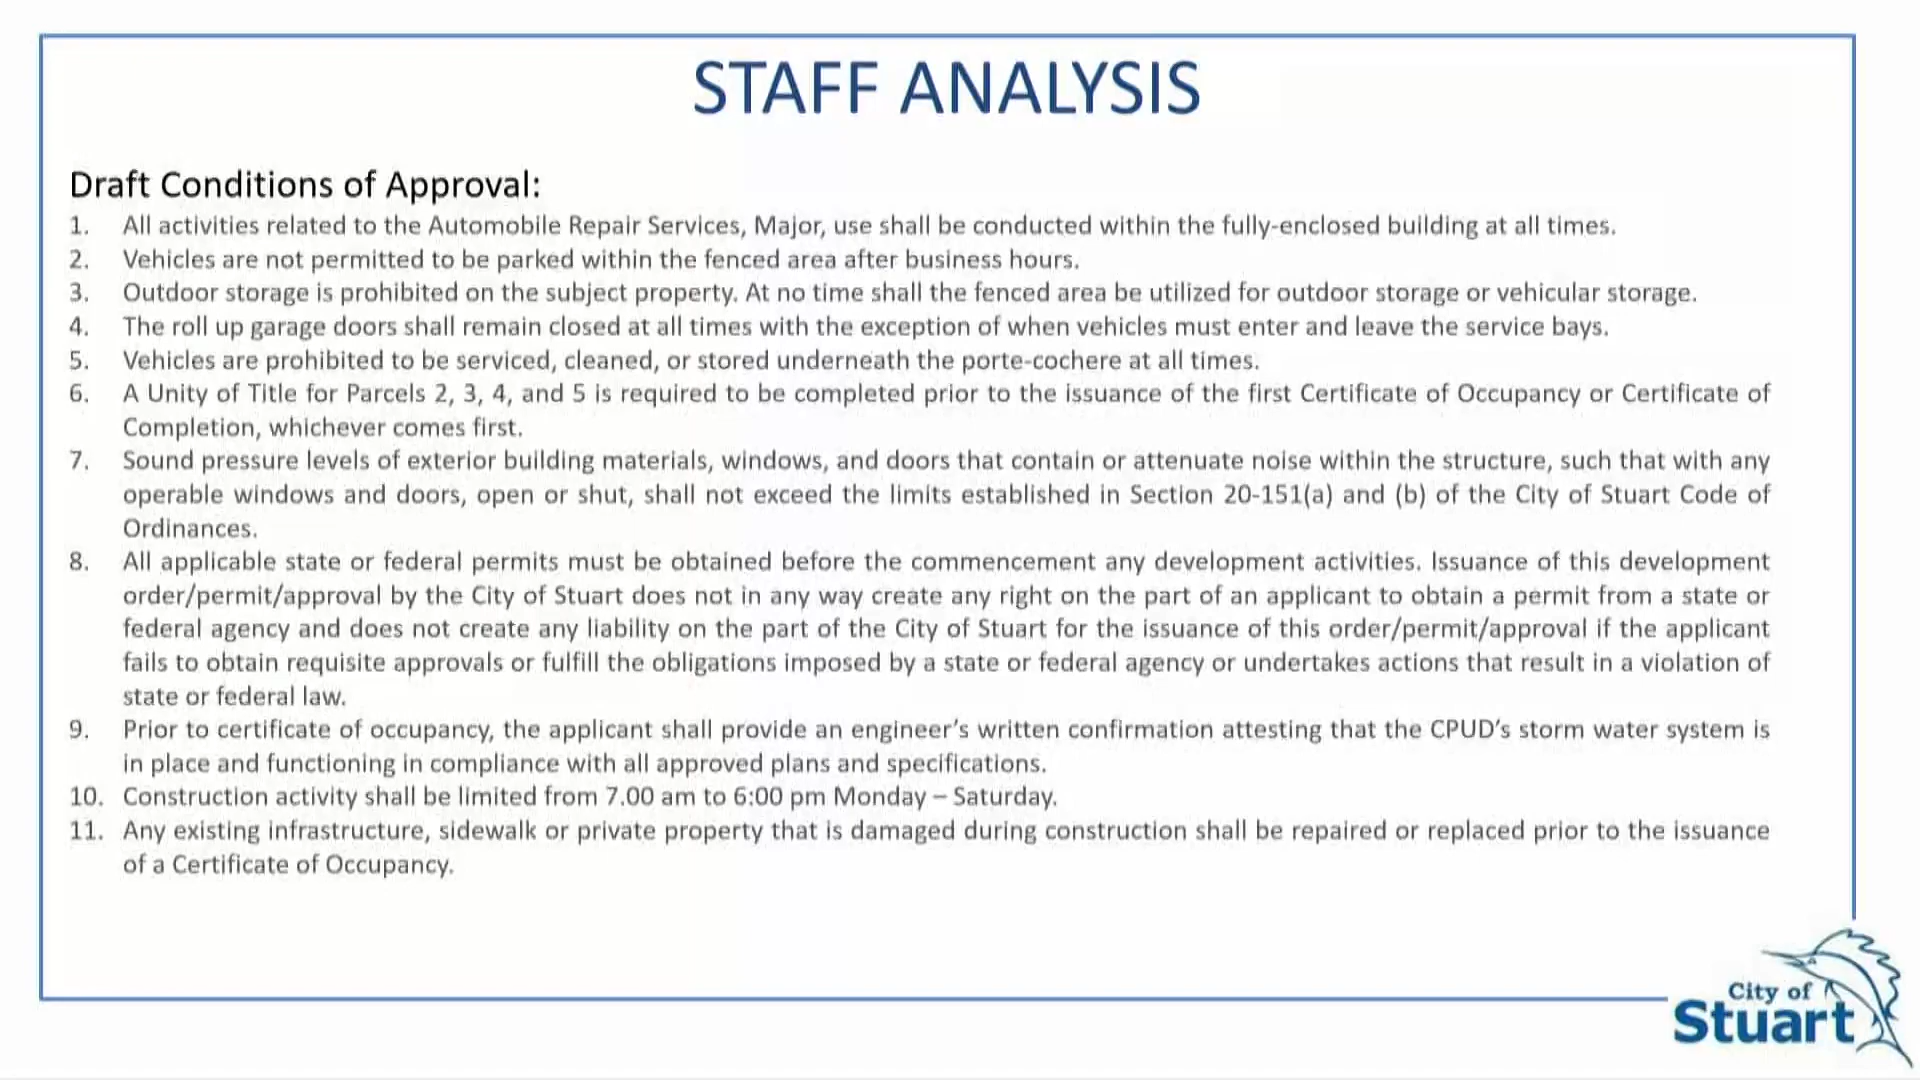 STAFF ANALYSIS
Draft Conditions of Approval:
1. All activities related to the Automobile Repair Services, Major, use shall be conducted within the fully-enclosed building at all times.
2. Vehicles are not permitted to be parked within the fenced area after business hours.
3. Outdoor storage is prohibited on the subject property. At no time shall the fenced area be utilized for outdoor storage or vehicular storage.
4. The roll up garage doors shall remain closed at all times with the exception of when vehicles must enter and leave the service bays.
5. Vehicles are prohibited to be serviced, cleaned, or stored underneath the porte-cochere at all times.
6. A Unity of Title for Parcels 2, 3, 4, and 5 is required to be completed prior to the issuance of the first Certificate of Occupancy or Certificate of
Completion, whichever comes first.
7. Sound pressure levels of exterior building materials, windows, and doors that contain or attenuate noise within the structure, such that with any
operable windows and doors, open or shut, shall not exceed the limits established in Section 20-151(a) and (b) of the City of Stuart Code of
Ordinances.
8. All applicable state or federal permits must be obtained before the commencement any development activities. Issuance of this development
order/permit/approval by the City of Stuart does not in any way create any right on the part of an applicant to obtain a permit from a state or
federal agency and does not create any liability on the part of the City of Stuart for the issuance of this order/permit/approval if the applicant
fails to obtain requisite approvals or fulfill the obligations imposed by a state or federal agency or undertakes actions that result in a violation of
state or federal law.
9. Prior to certificate of occupancy, the applicant shall provide an engineer's written confirmation attesting that the CPUD's storm water system is
in place and functioning in compliance with all approved plans and specifications.
10. Construction activity shall be limited from 7.00 am to 6:00 pm Monday – Saturday.
11. Any existing infrastructure, sidewalk or private property that is damaged during construction shall be repaired or replaced prior to the issuance
of a Certificate of Occupancy.
City of
Stuart